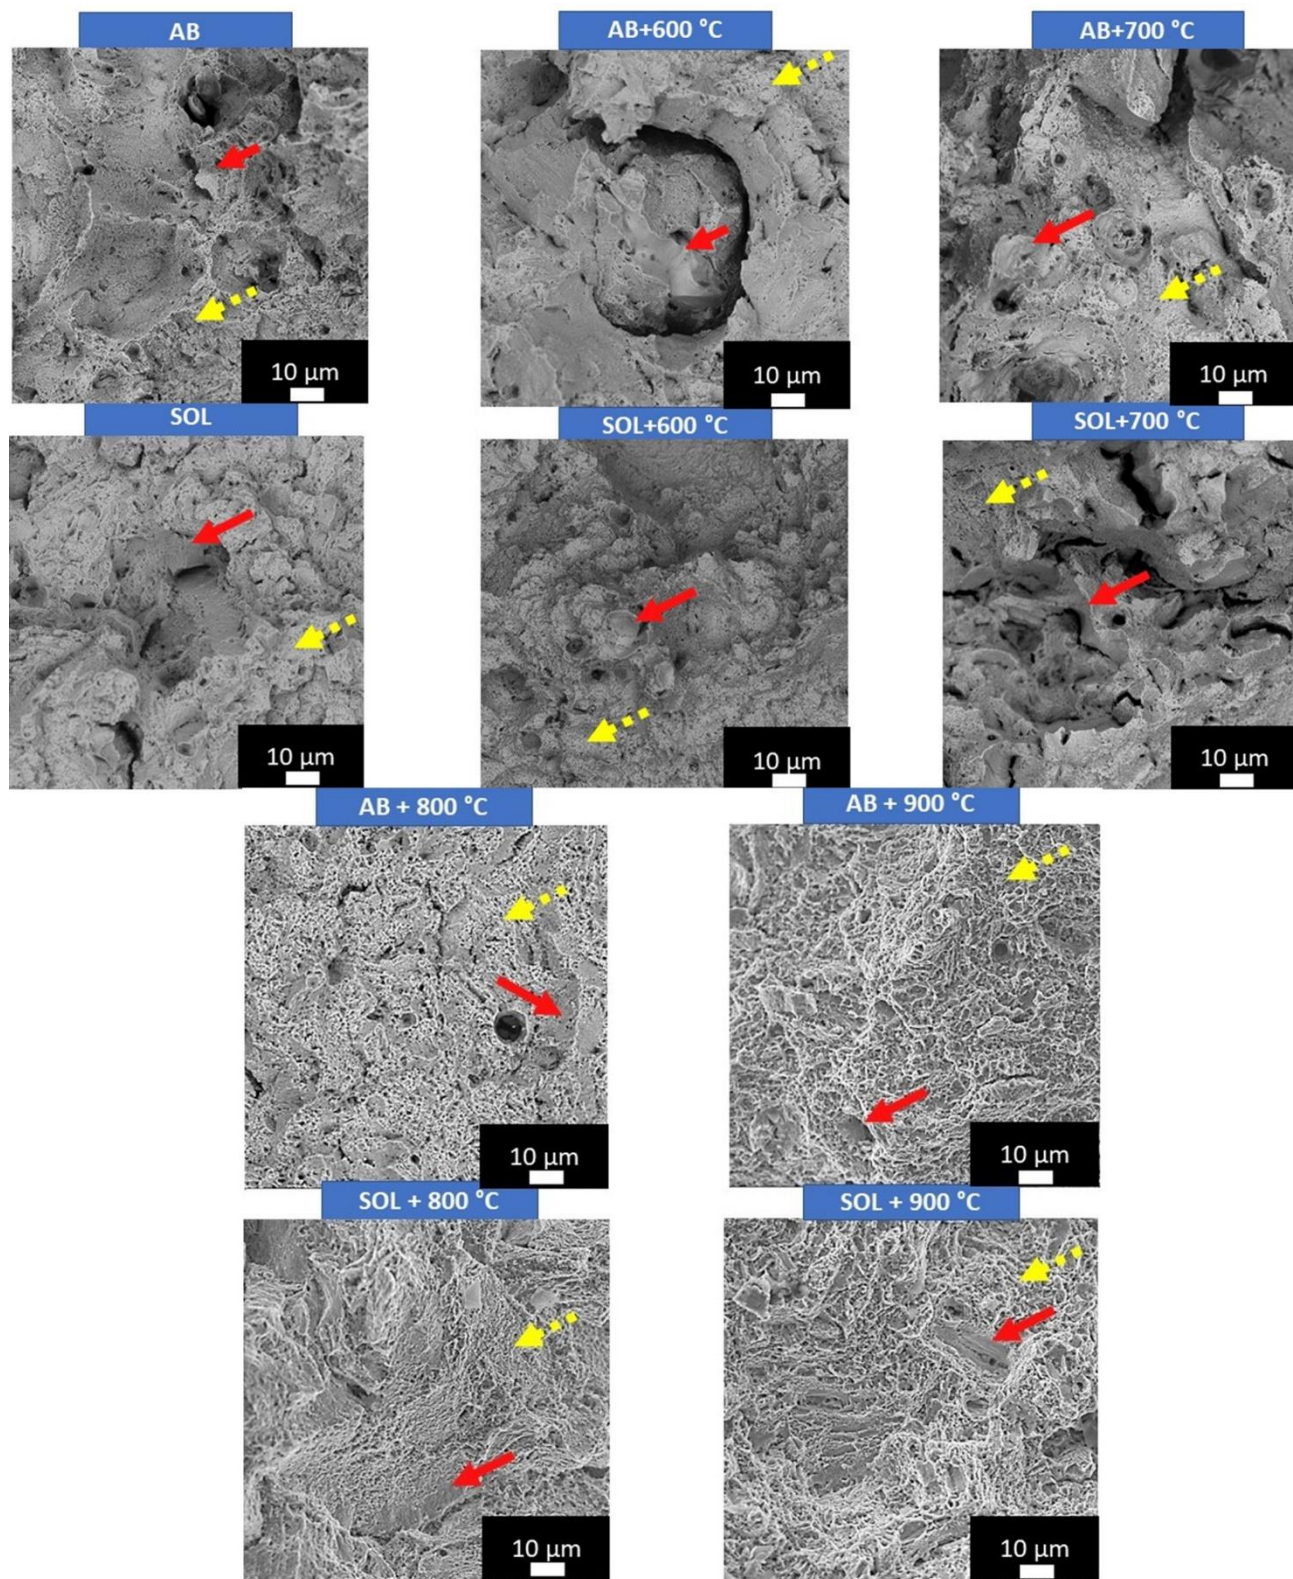 AB
AB+600 °C
AB+700 °C
10 µm
10 µm
10 µm
SOL
SOL+600 °C
SOL+700 °C
10 µm
10 µm
10 µm
AB + 800 °C
AB + 900 °C
10 µm
10 µm
SOL + 800 °C
SOL + 900 °C
10 µm
10 µm